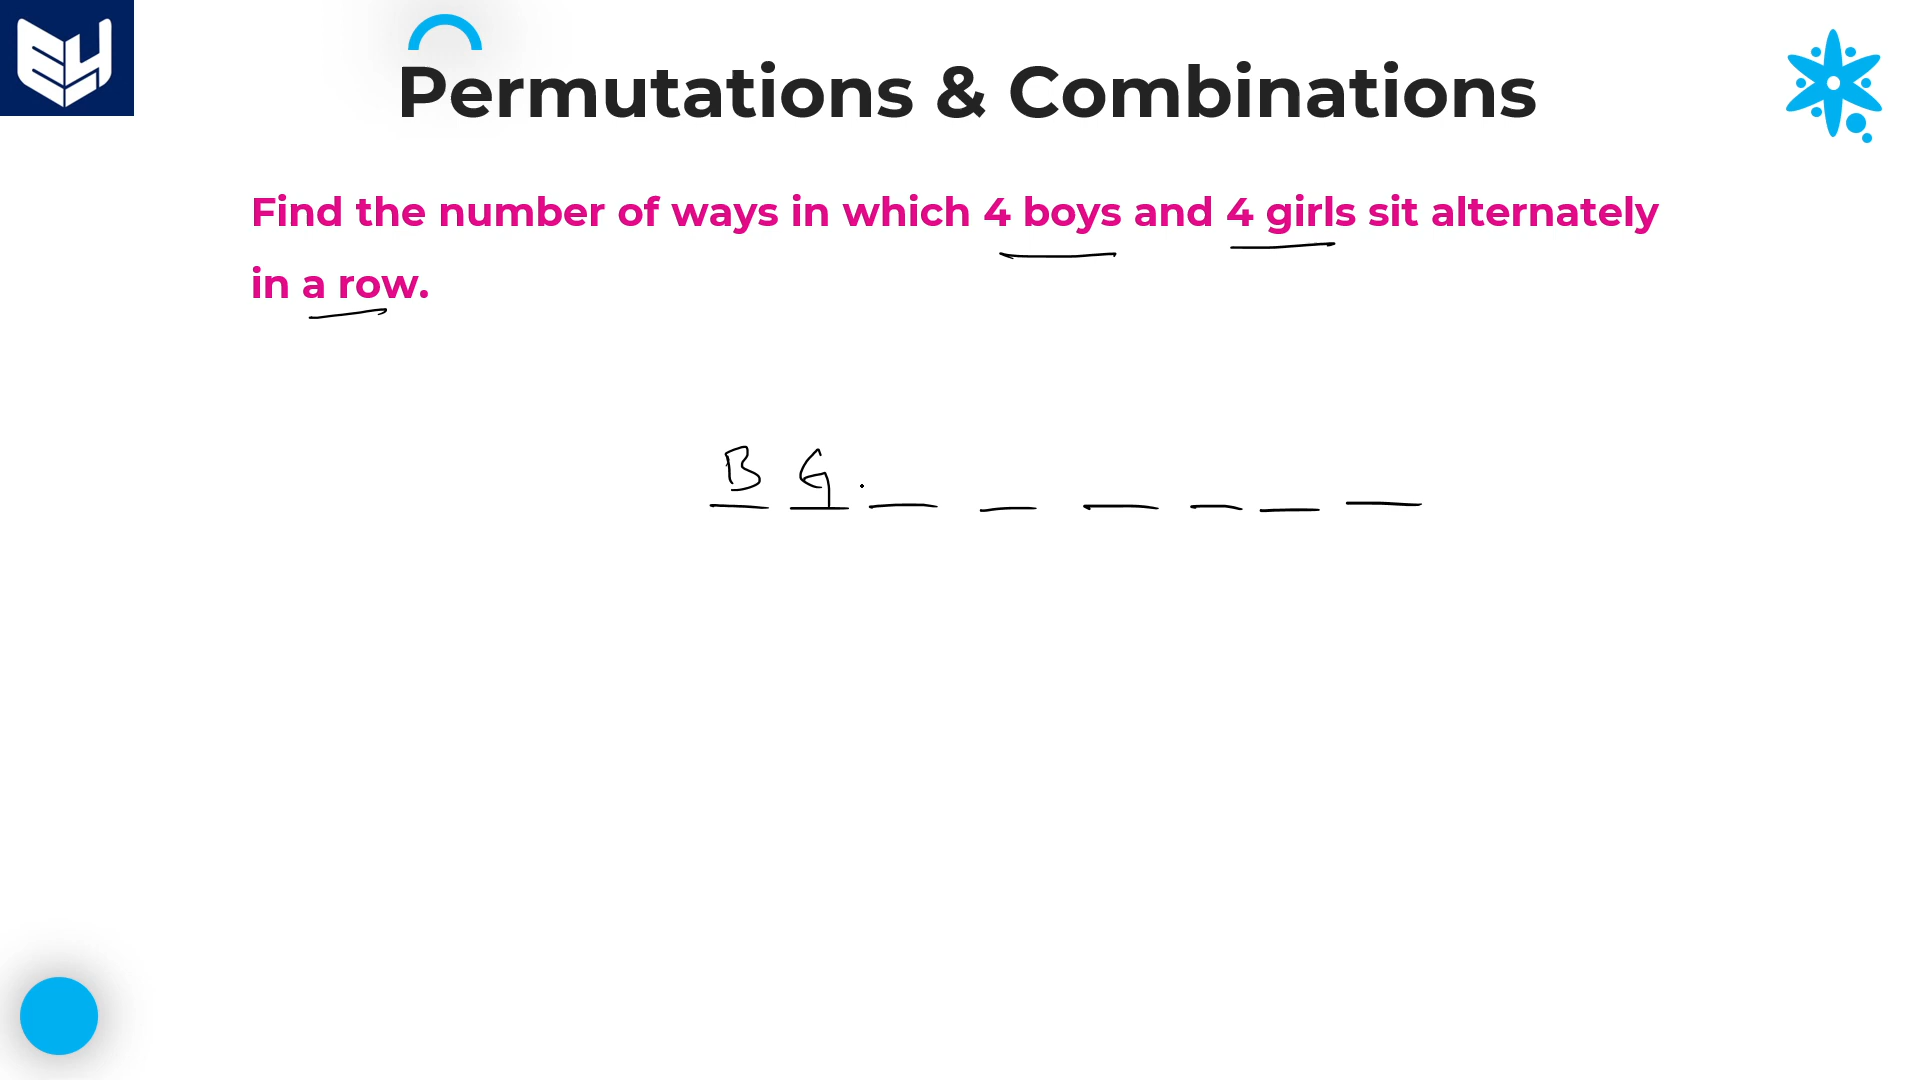 Permutations & Combinations
Find the number of ways in which 4 boys and 4 girls sit alternately
in a row.
B G